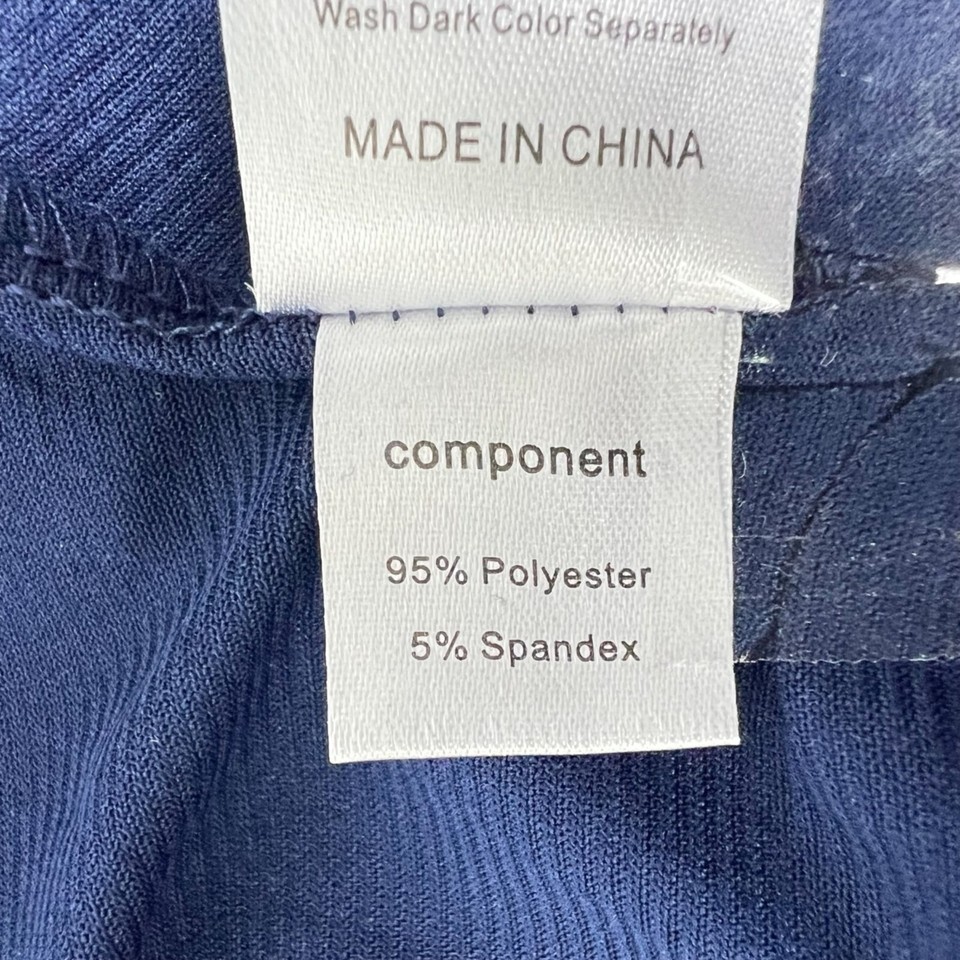 Wash Dark Color Separately
MADE IN CHINA
component
95% Polyester
5% Spandex